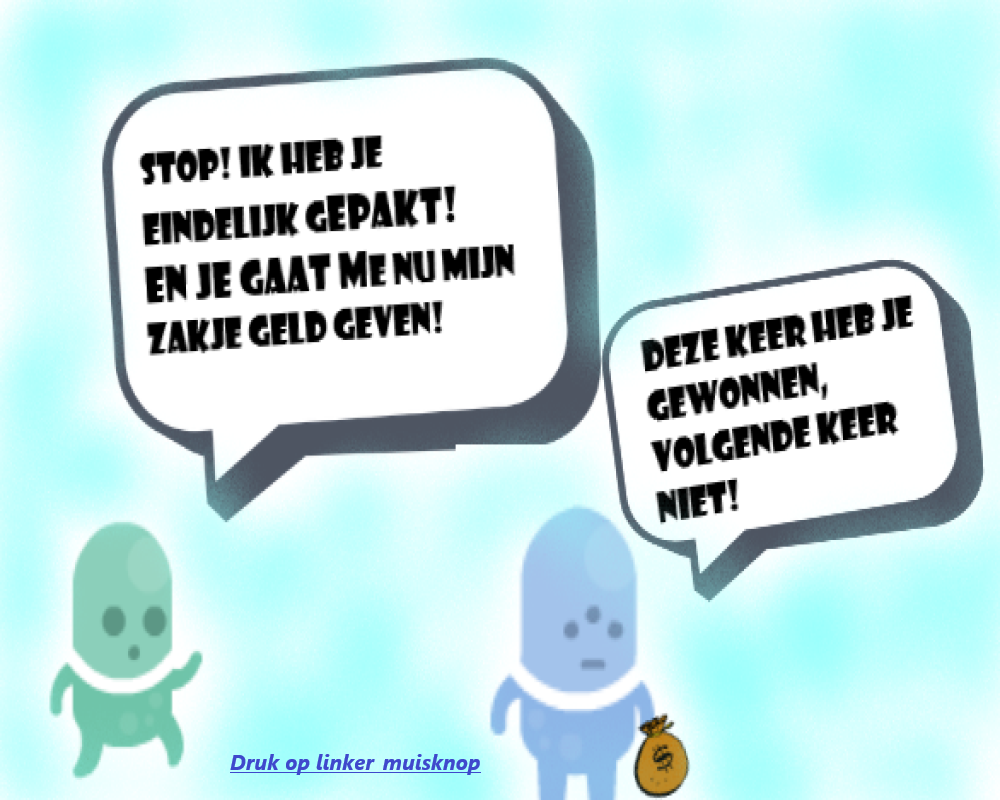 STOP! IK HEB JE
EINDELIJK GEPAKT!
EN JE GAAT ME NU MIJN
ZAKJE GELD GEVEN!
DEZE KEER HEB JE
GEWONNEN,
VOLGENDE KEER
NIET!
Druk op linker muisknop
$